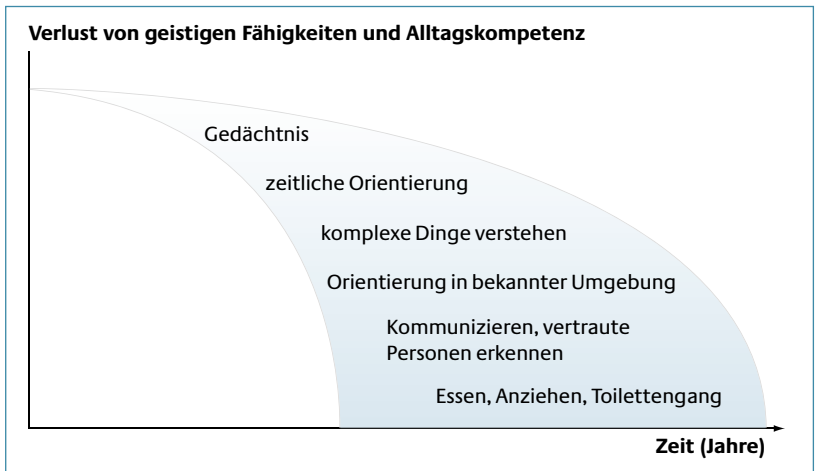 Verlust von geistigen Fähigkeiten und Alltagskompetenz
Gedächtnis
zeitliche Orientierung
komplexe Dinge verstehen
Orientierung in bekannter Umgebung
Kommunizieren, vertraute
Personen erkennen
Essen, Anziehen, Toilettengang
Zeit (Jahre)